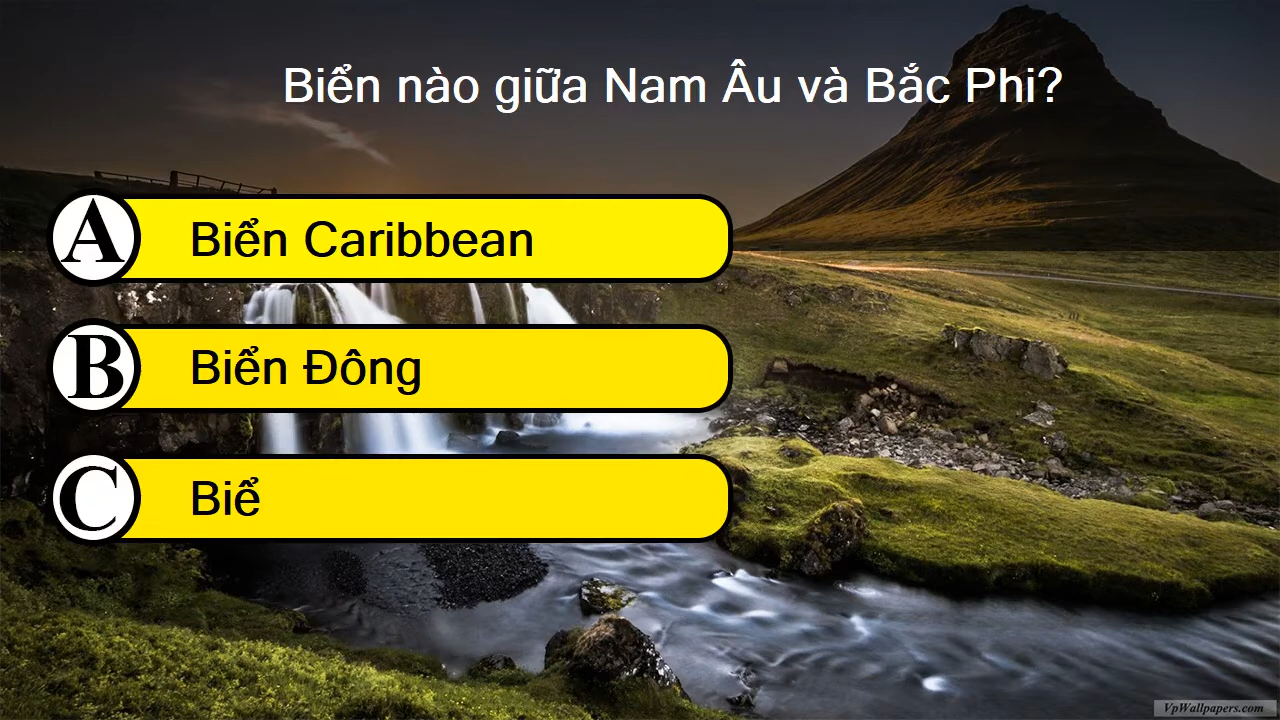 Biển nào giữa Nam Âu và Bắc Phi?
A Biển Caribbean
B Biển Đông
C Biể
VpWallpapers.com